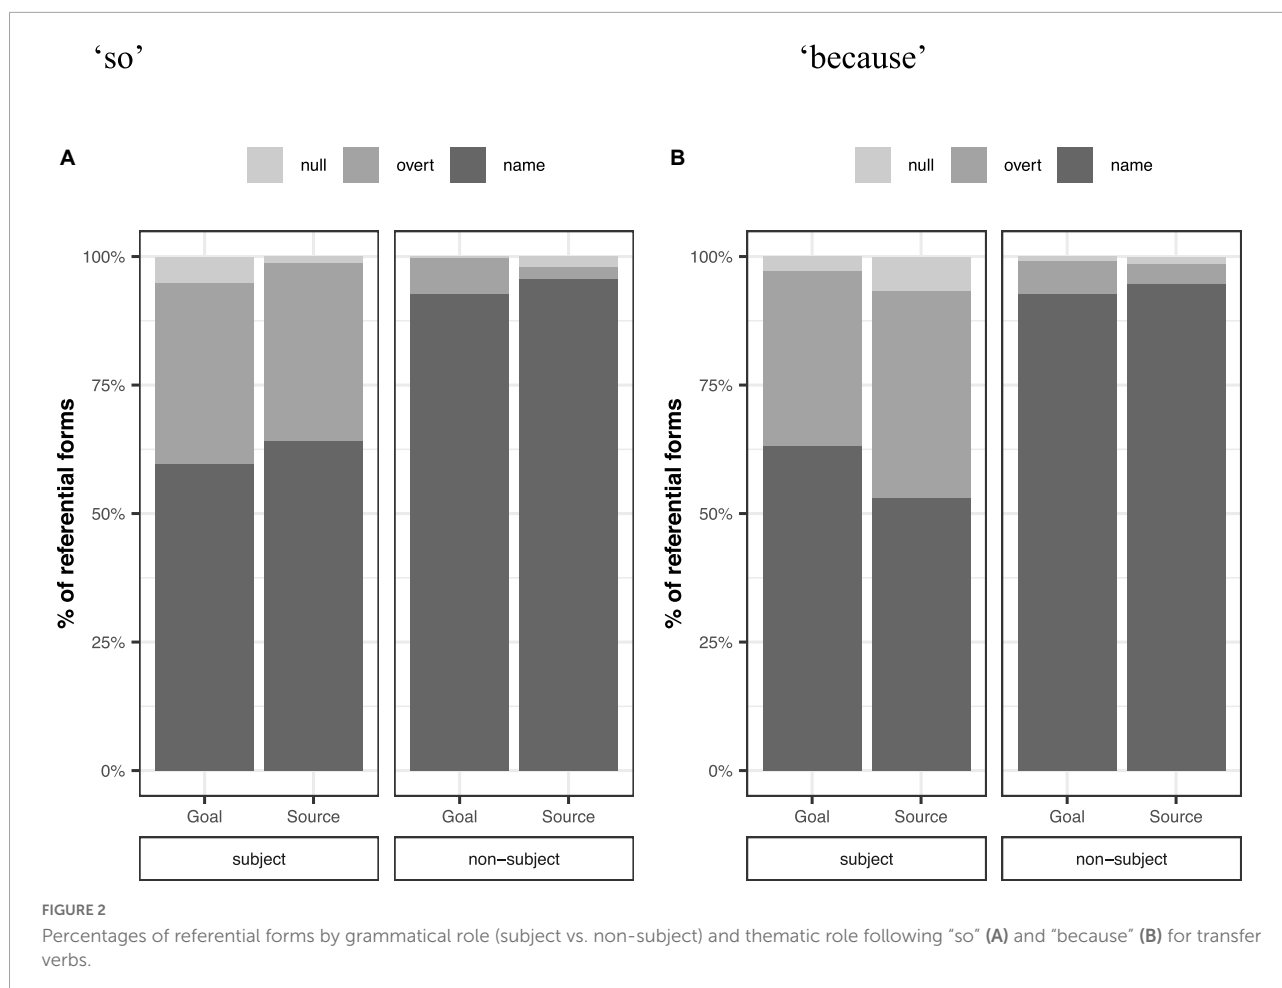 ‘so’
‘because’
A
null overt name
B
null overt name
% of referential forms
100%
75%
50%
25%
0%
Goal Source
Goal Source
subject
non–subject
% of referential forms
100%
75%
50%
25%
0%
Goal Source
Goal Source
subject
non–subject
FIGURE 2
Percentages of referential forms by grammatical role (subject vs. non-subject) and thematic role following “so” (A) and “because” (B) for transfer
verbs.